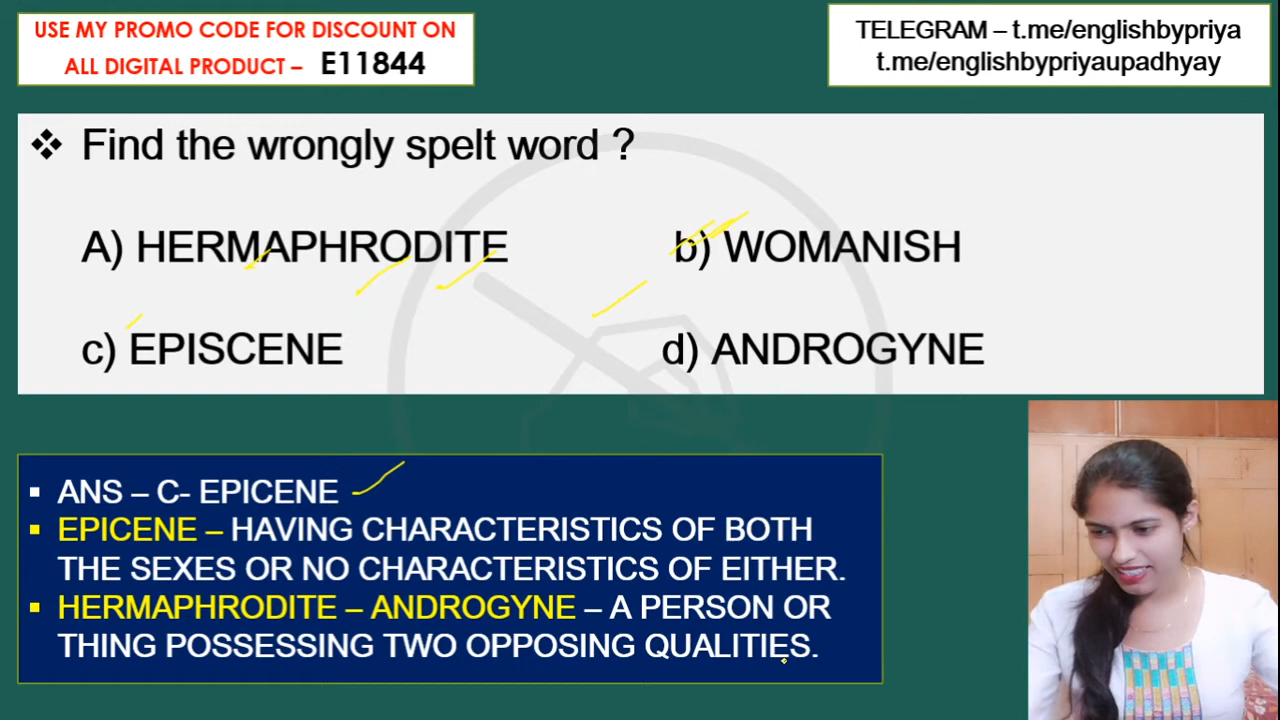 USE MY PROMO CODE FOR DISCOUNT ON
ALL DIGITAL PRODUCT – E11844
TELEGRAM – t.me/englishbypriya
t.me/englishbypriyaupadhyay
❖ Find the wrongly spelt word ?
A) HERMAPHRODITE b) WOMANISH
c) EPISCENE d) ANDROGYNE
▪ ANS – C- EPICENE
▪ EPICENE – HAVING CHARACTERISTICS OF BOTH
THE SEXES OR NO CHARACTERISTICS OF EITHER.
▪ HERMAPHRODITE – ANDROGYNE – A PERSON OR
THING POSSESSING TWO OPPOSING QUALITIES.